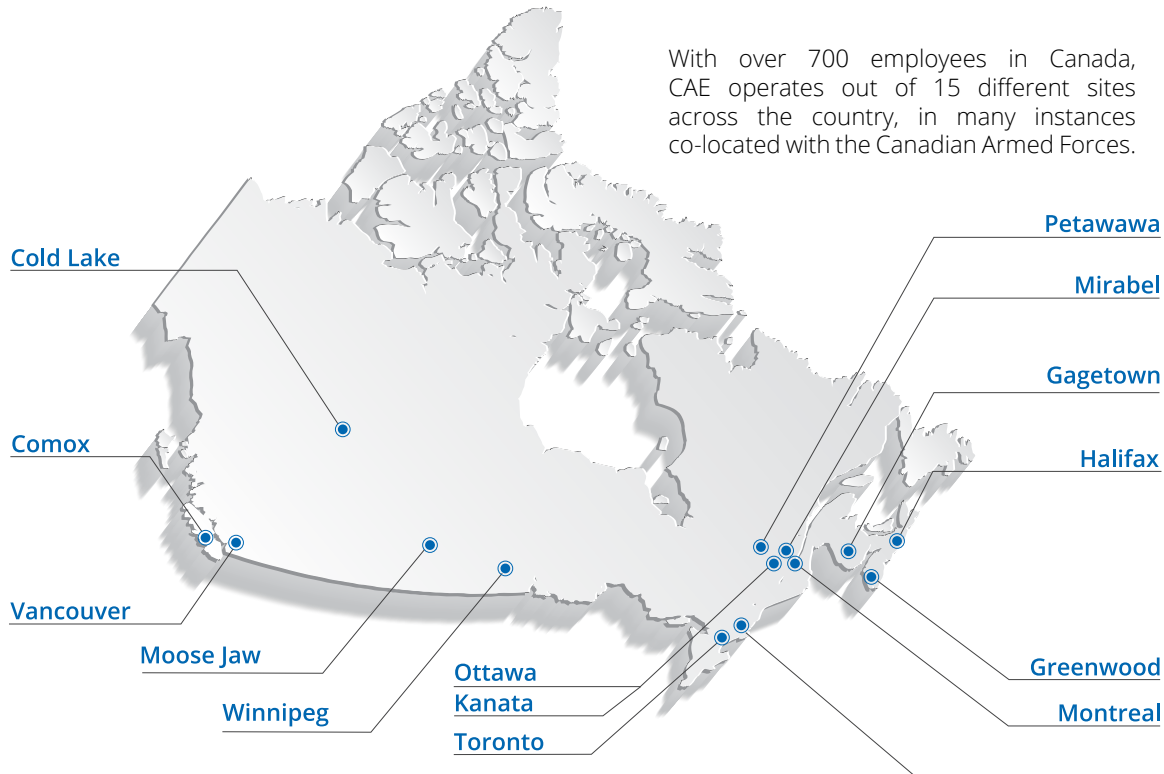 With over 700 employees in Canada,
CAE operates out of 15 different sites
across the country, in many instances
co-located with the Canadian Armed Forces.
Petawawa
Cold Lake
Mirabel
Gagetown
Comox
Halifax
Vancouver
Moose Jaw
Ottawa
Greenwood
Kanata
Winnipeg
Montreal
Toronto